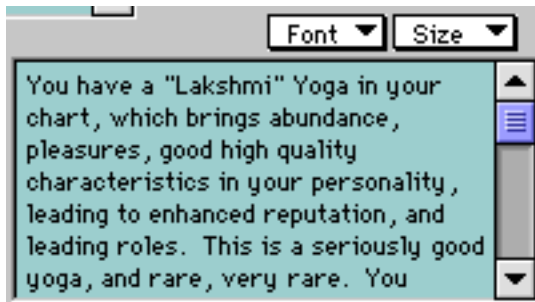 Font Size
You have a "Lakshmi" Yoga in your
chart, which brings abundance,
pleasures, good high quality
characteristics in your personality,
leading to enhanced reputation, and
leading roles.  This is a seriously good
yoga, and rare, very rare.  You